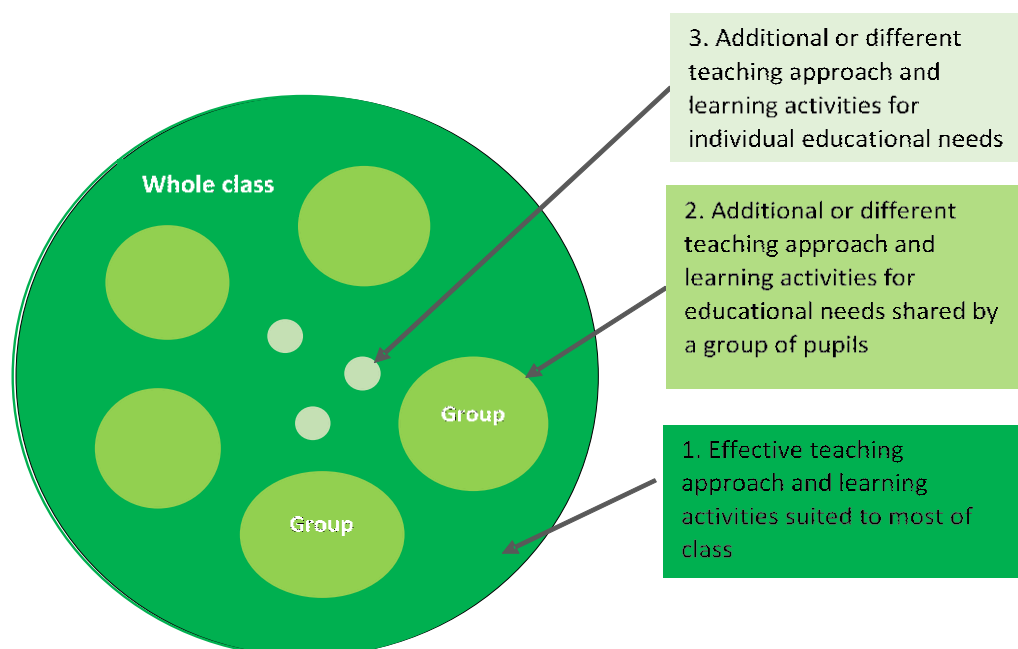 3. Additional or different
teaching approach and
learning activities for
individual educational needs
Whole class
2. Additional or different
teaching approach and
learning activities for
educational needs shared by
a group of pupils
Group
Group
1. Effective teaching
approach and learning
activities suited to most of
class